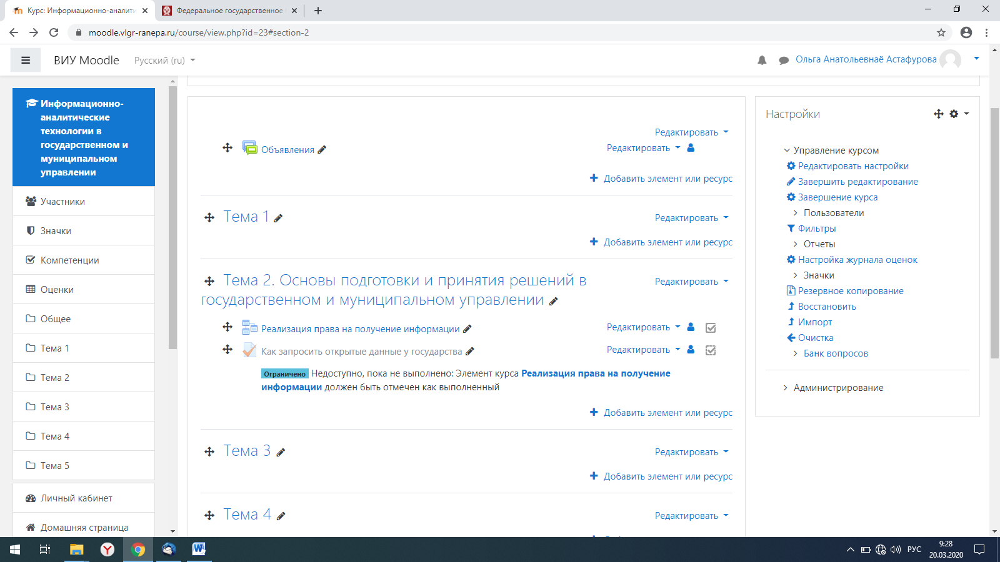 Курс: Информационно-аналити
Федеральное государственное
moodle.vlgr-ranepa.ru/course/view.php?id=23#section-2
ВИУ Moodle
Русский (ru)
Ольга Анатольевнаё Астафурова
Информационно-
аналитические
технологии в
государственном и
муниципальном
управлении
Участники
Значки
Компетенции
Оценки
Общее
Тема 1
Тема 2
Тема 3
Тема 4
Тема 5
Личный кабинет
Домашняя страница
Редактировать
Объявления
Редактировать
Добавить элемент или ресурс
Тема 1
Редактировать
Добавить элемент или ресурс
Тема 2. Основы подготовки и принятия решений в
государственном и муниципальном управлении
Редактировать
Реализация права на получение информации
Редактировать
Как запросить открытые данные у государства
Редактировать
Ограничено Недоступно, пока не выполнено: Элемент курса Реализация права на получение
информации должен быть отмечен как выполненный
Добавить элемент или ресурс
Тема 3
Редактировать
Добавить элемент или ресурс
Тема 4
Редактировать
Настройки
Управление курсом
Редактировать настройки
Завершить редактирование
Завершение курса
Пользователи
Фильтры
Отчеты
Настройка журнала оценок
Значки
Резервное копирование
Восстановить
Импорт
Очистка
Банк вопросов
Администрирование
РУС
9:28
20.03.2020